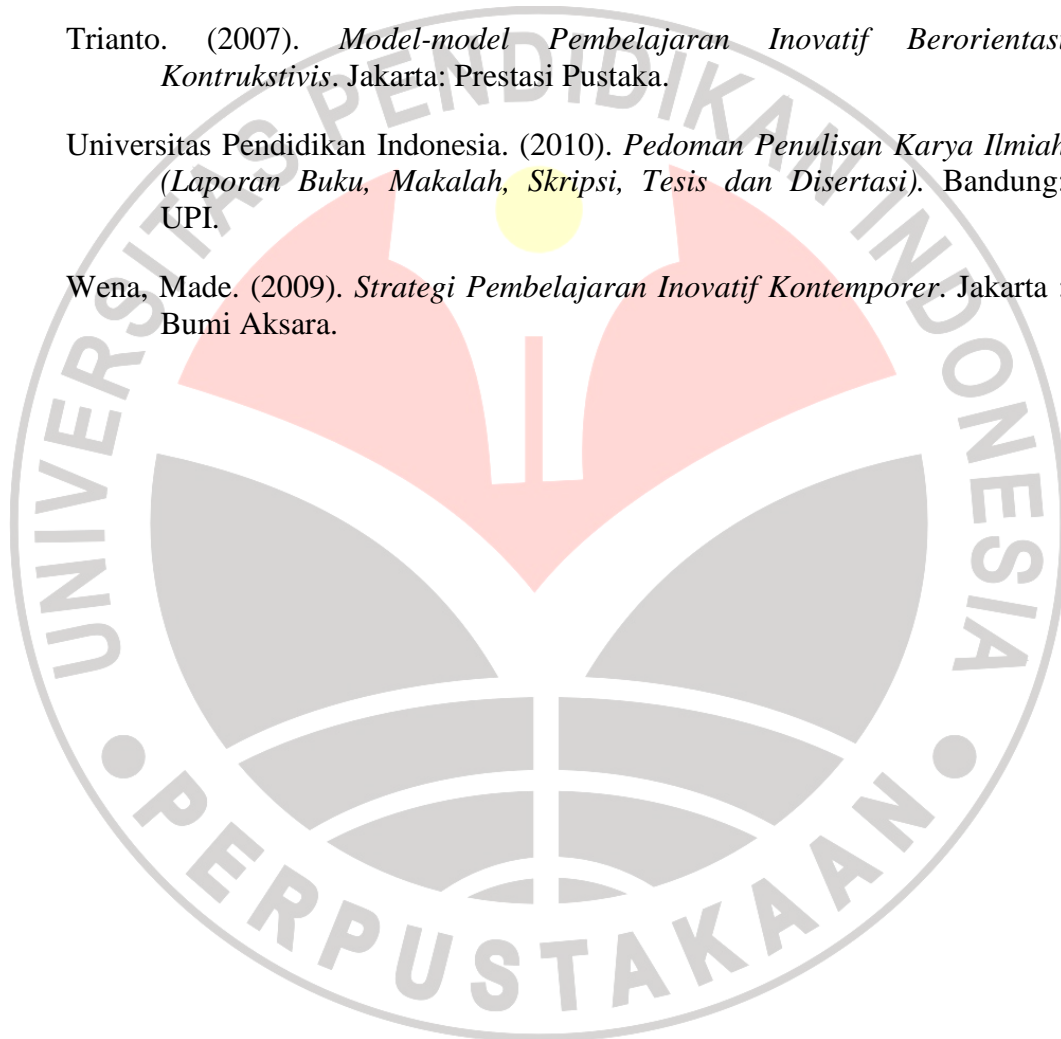 Trianto. (2007). Model-model Pembelajaran Inovatif Berorientasi
Kontrukstivis. Jakarta: Prestasi Pustaka.
Universitas Pendidikan Indonesia. (2010). Pedoman Penulisan Karya Ilmiah
(Laporan Buku, Makalah, Skripsi, Tesis dan Disertasi). Bandung:
UPI.
Wena, Made. (2009). Strategi Pembelajaran Inovatif Kontemporer. Jakarta :
Bumi Aksara.
UNIVERSITAS PENDIDIKAN INDONESIA
PERPUSTAKAAN